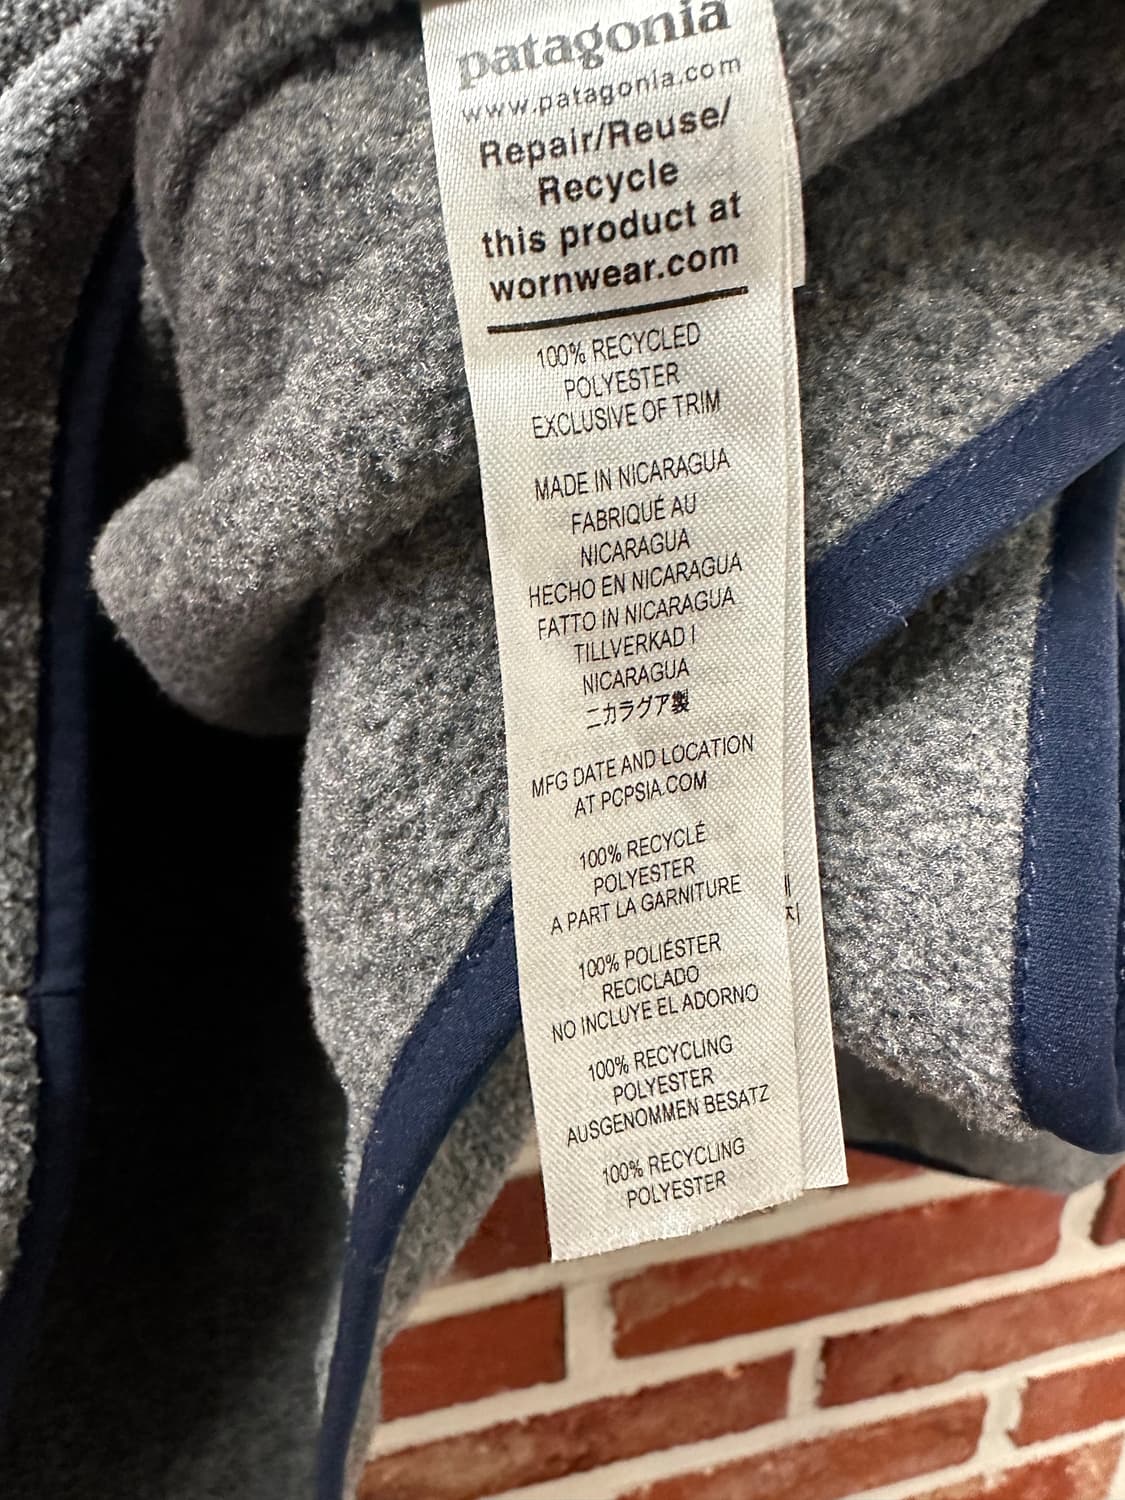 patagonia
www.patagonia.com
Repair/Reuse/
Recycle
this product at
wornwear.com
100% RECYCLED
POLYESTER
EXCLUSIVE OF TRIM
MADE IN NICARAGUA
FABRIQUÉ AU
NICARAGUA
HECHO EN NICARAGUA
FATTO IN NICARAGUA
TILLVERKAD I
NICARAGUA
ニカラグア製
MFG DATE AND LOCATION
AT PCPSIA.COM
100% RECYCLÉ
POLYESTER
A PART LA GARNITURE
100% POLIÉSTER
RECICLADO
NO INCLUYE EL ADORNO
100% RECYCLING
POLYESTER
AUSGENOMMEN BESATZ
100% RECYCLING
POLYESTER